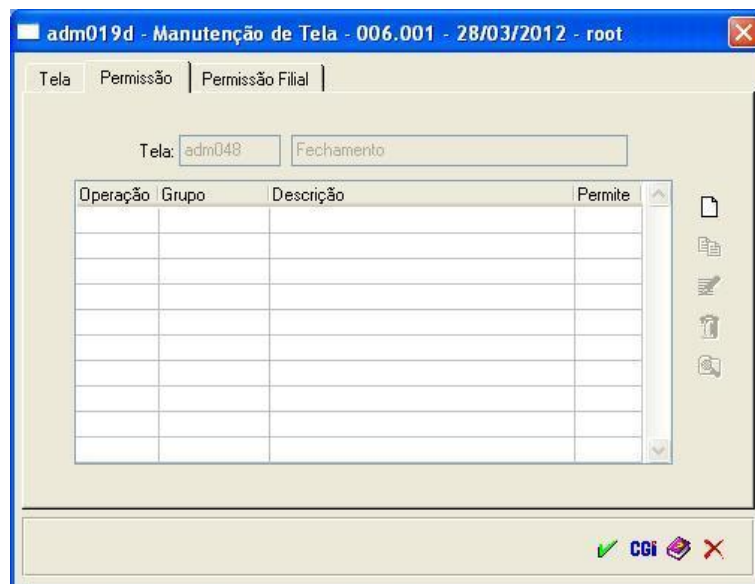 adm019d - Manutenção de Tela - 006.001 - 28/03/2012 - root
Tela Permissão Permissão Filial
Tela: adm048 Fechamento
Operação Grupo Descrição Permite
CGi